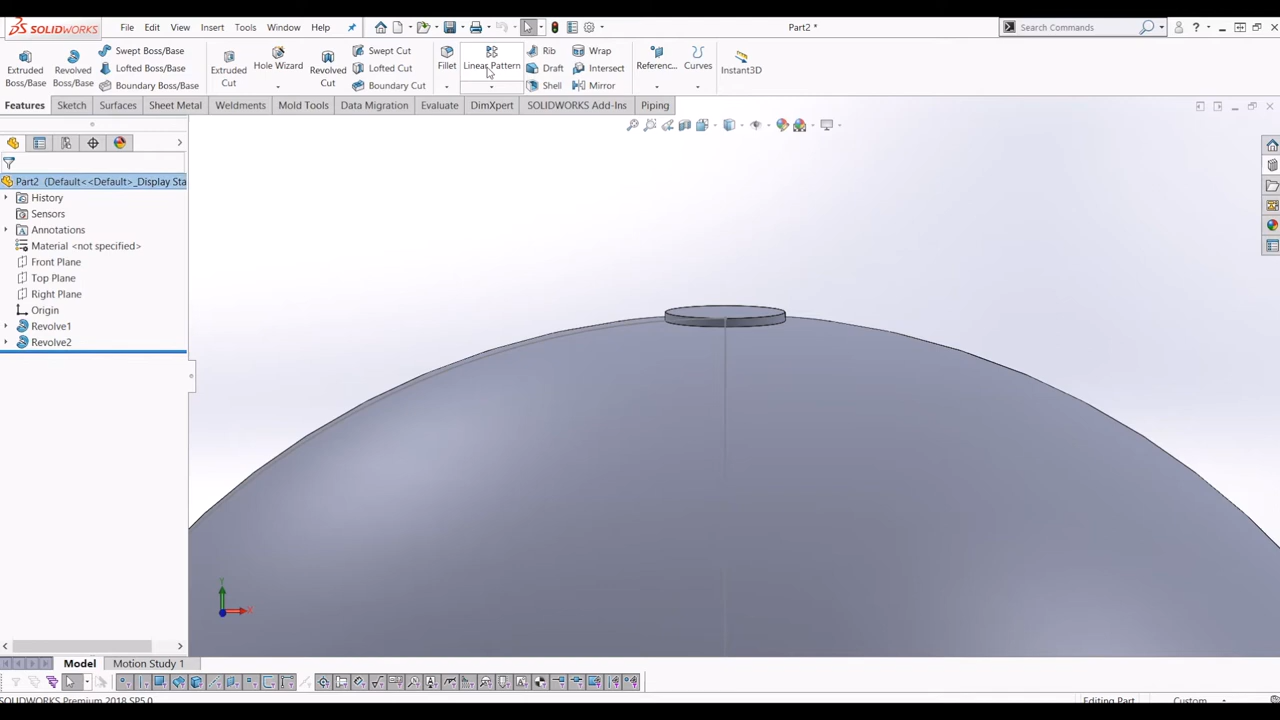 SOLIDWORKS File Edit View Insert Tools Window Help Part2 * Search Commands ?
Extruded Boss/Base Revolved Boss/Base Swept Boss/Base Lofted Boss/Base Boundary Boss/Base Extruded Cut Hole Wizard Revolved Cut Swept Cut Lofted Cut Boundary Cut Fillet Linear Pattern Rib Draft Shell Wrap Intersect Mirror Referenc... Curves Instant3D
Features Sketch Surfaces Sheet Metal Weldments Mold Tools Data Migration Evaluate DimXpert SOLIDWORKS Add-Ins Piping
Part2 (Default<<Default>_Display Sta
History
Sensors
Annotations
Material <not specified>
Front Plane
Top Plane
Right Plane
Origin
Revolve1
Revolve2
Y
X
Model Motion Study 1
SOLIDWORKS Premium 2018 SP5.0 Editing Part Custom